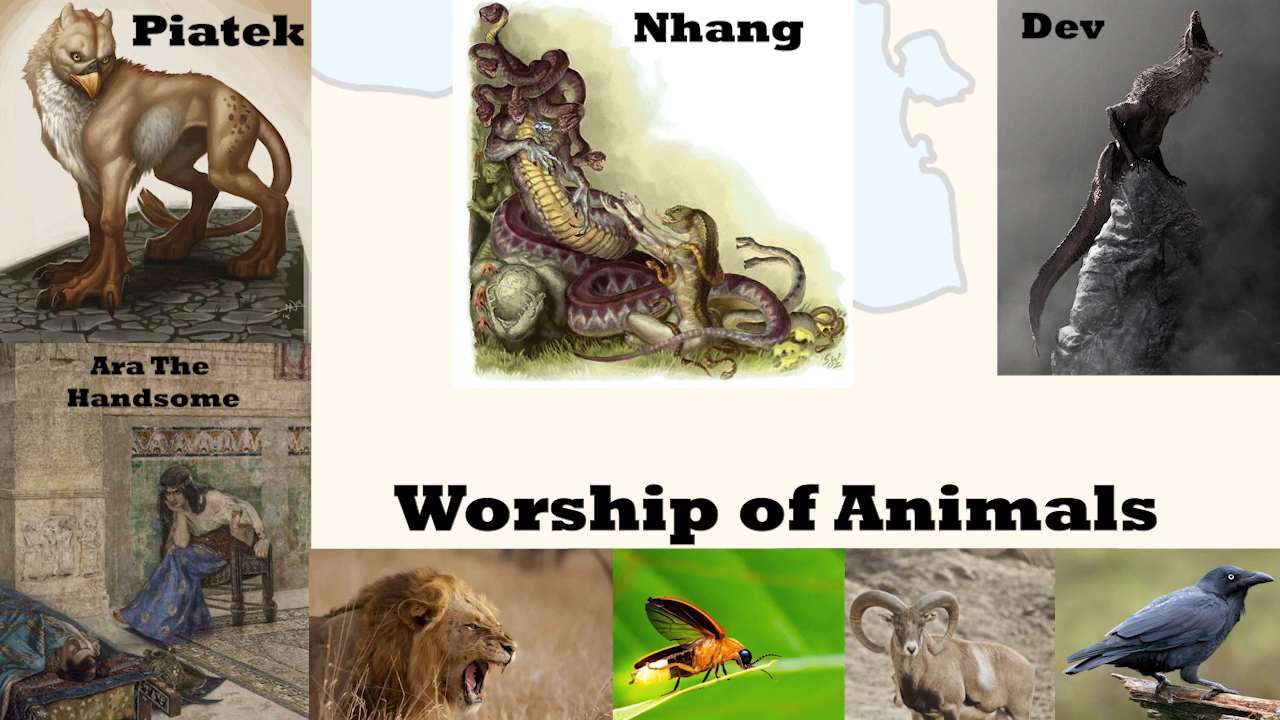 Piatek
Nhang
Dev
Ara The
Handsome
Worship of Animals